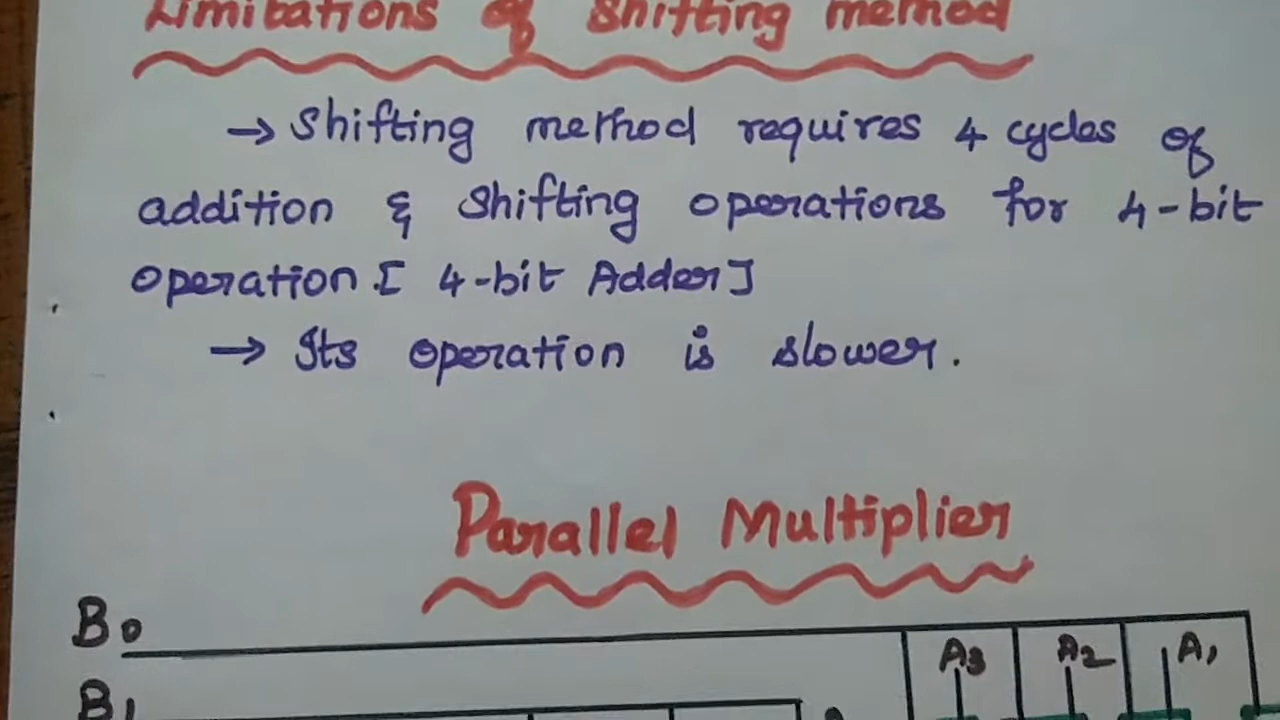 Limitations of Shifting method
→ Shifting method requires 4 cycles of
addition & Shifting operations for 4-bit
operation. [ 4-bit Adder]
→ Its operation is slower.
Parallel Multiplier
B0
A3 A2 A1
B1